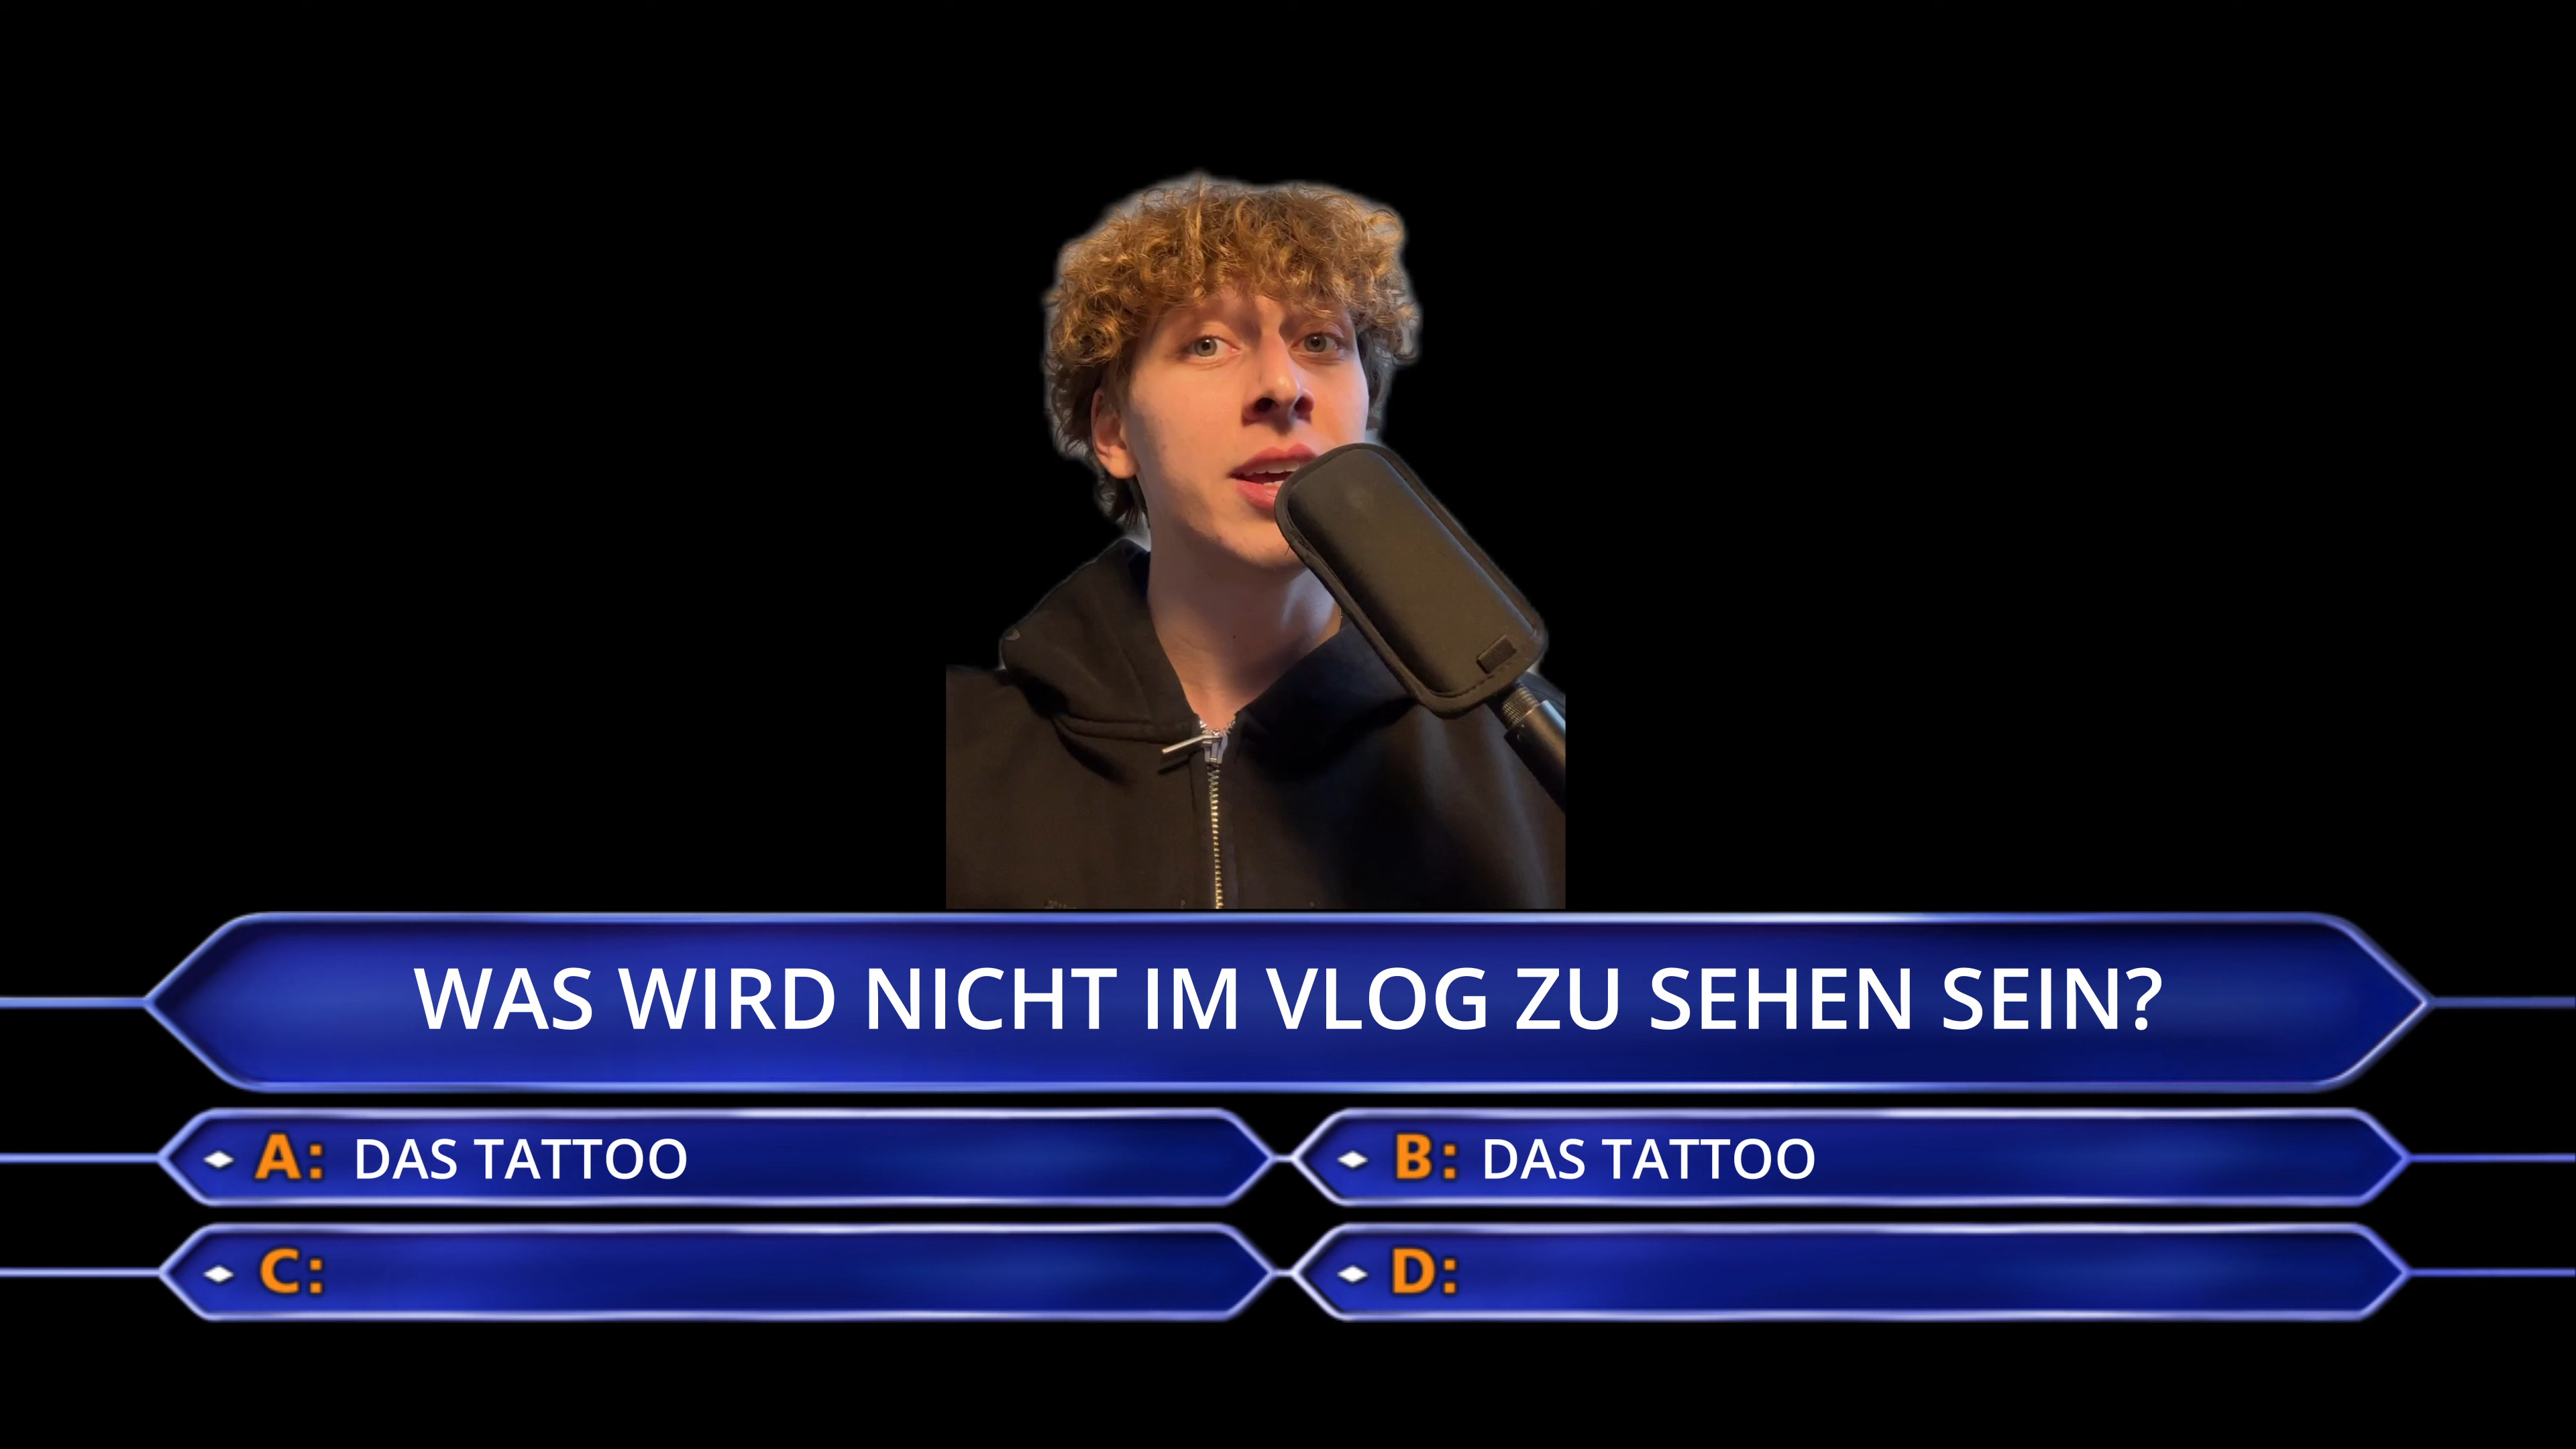 WAS WIRD NICHT IM VLOG ZU SEHEN SEIN?
A: DAS TATTOO
B: DAS TATTOO
C:
D: